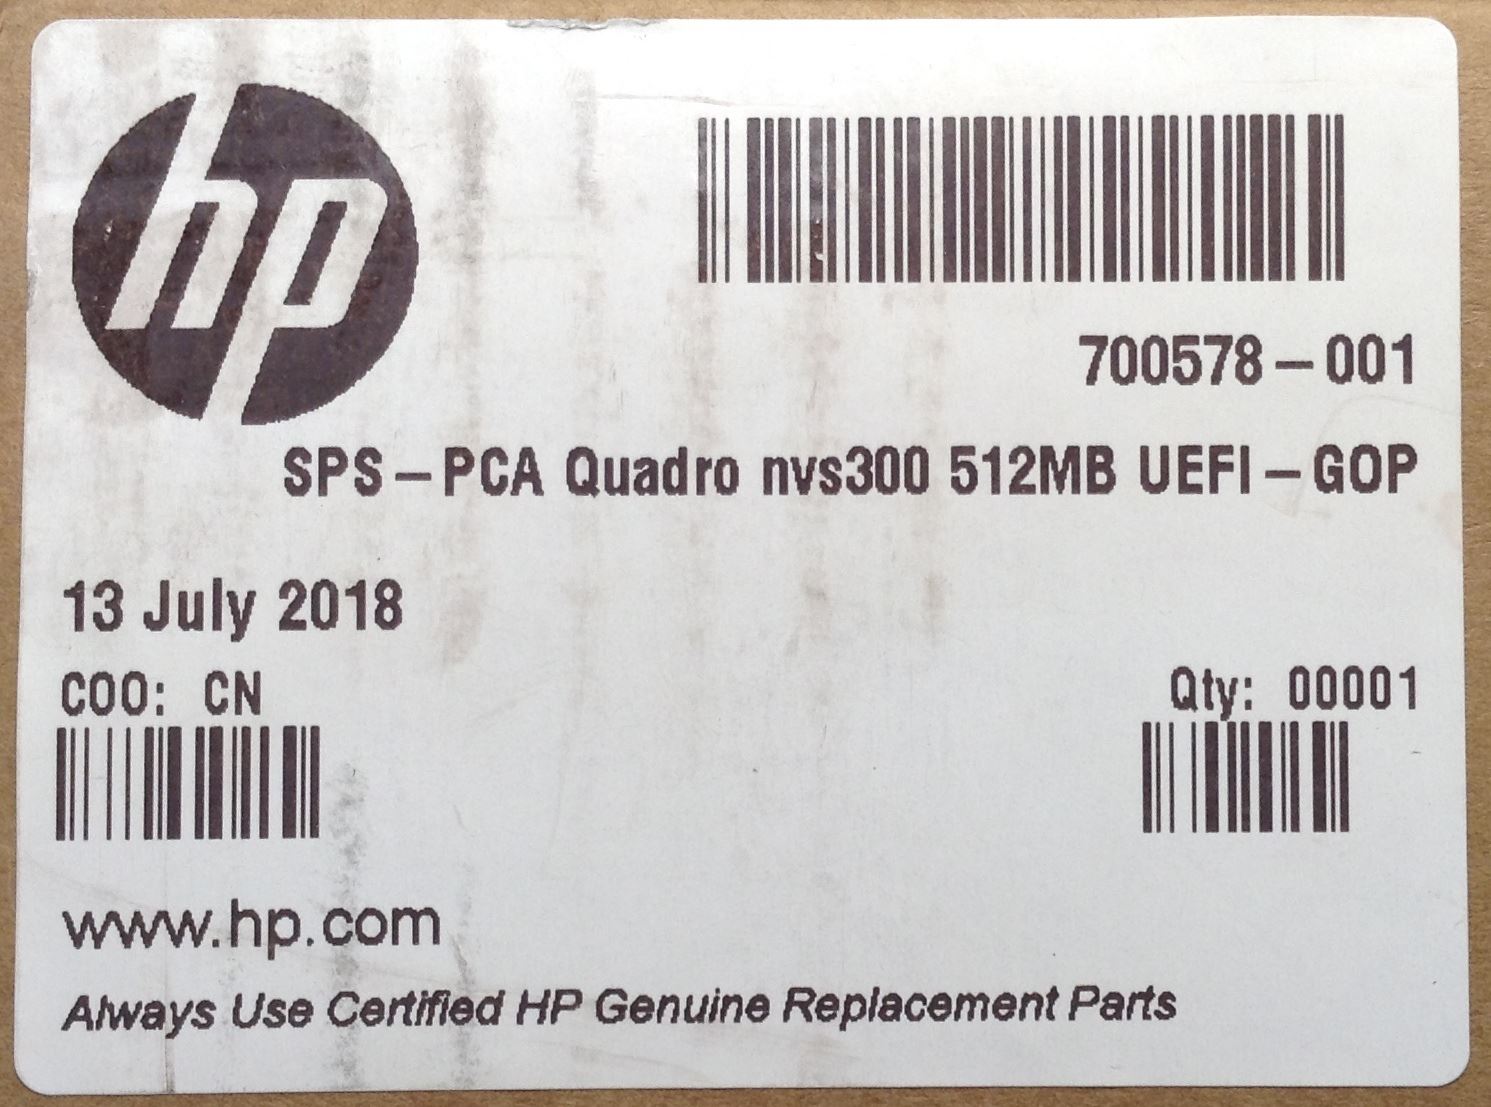 hp
700578-001
SPS-PCA Quadro nvs300 512MB UEFI-GOP
13 July 2018
COO: CN
Qty: 00001
www.hp.com
Always Use Certified HP Genuine Replacement Parts